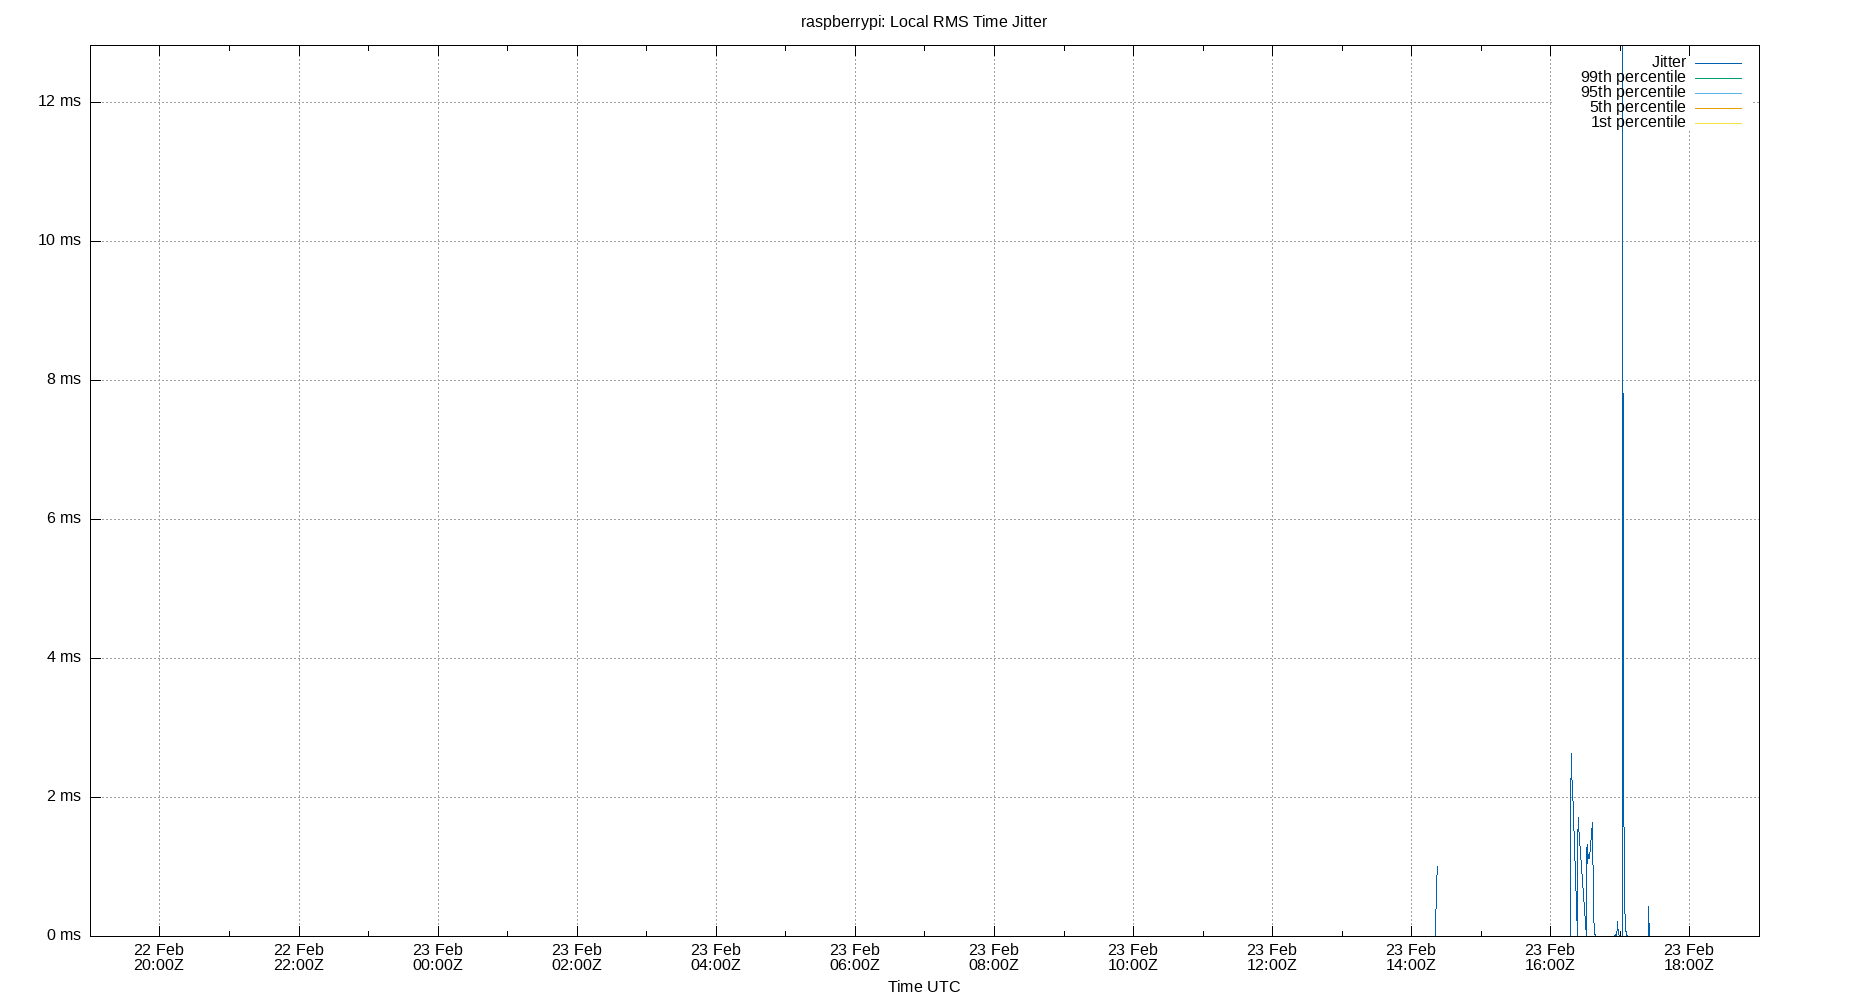 raspberrypi: Local RMS Time Jitter
Jitter
99th percentile
95th percentile
5th percentile
1st percentile
12 ms
10 ms
8 ms
6 ms
4 ms
2 ms
0 ms
22 Feb 22 Feb 23 Feb 23 Feb 23 Feb 23 Feb 23 Feb 23 Feb 23 Feb 23 Feb 23 Feb 23 Feb
20:00Z 22:00Z 00:00Z 02:00Z 04:00Z 06:00Z 08:00Z 10:00Z 12:00Z 14:00Z 16:00Z 18:00Z
Time UTC